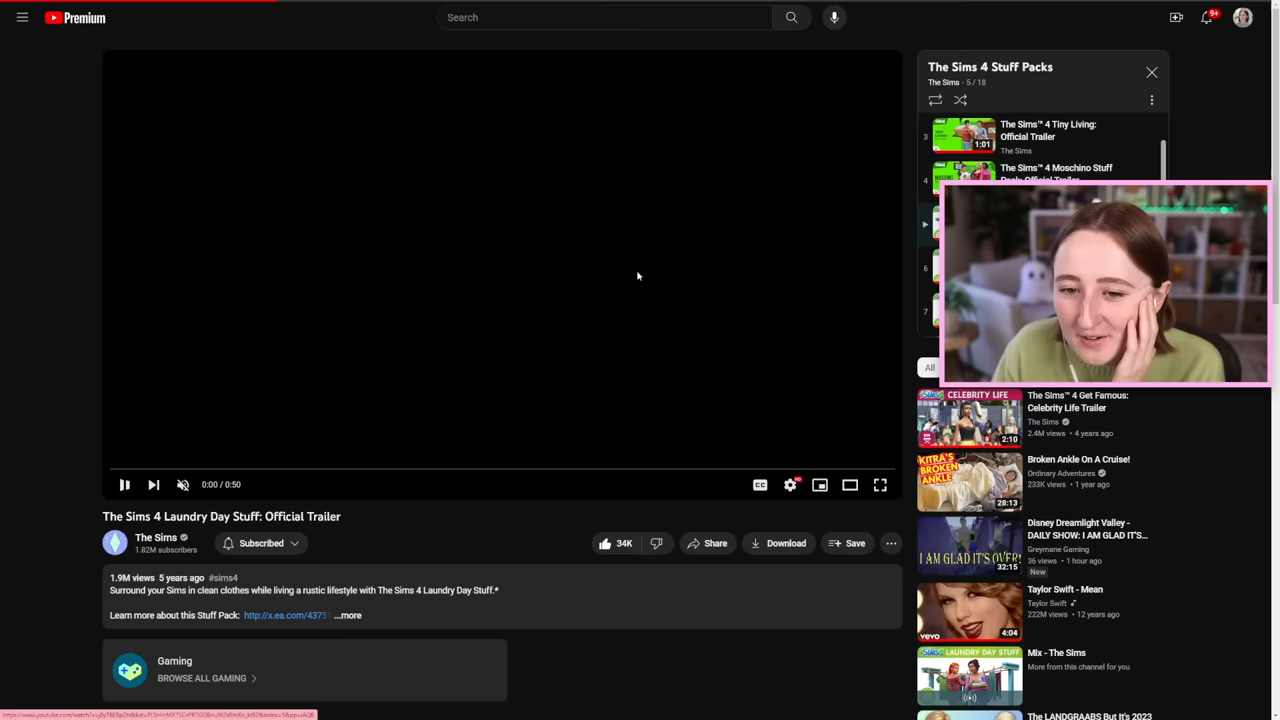 Premium
Search
9+
The Sims 4 Stuff Packs
The Sims - 5 / 18
3
1:01
The Sims™ 4 Tiny Living:
Official Trailer
The Sims
4
The Sims™ 4 Moschino Stuff
6
7
All
0:00 / 0:50
CC
HD
The Sims 4 Laundry Day Stuff: Official Trailer
The Sims
1.82M subscribers
Subscribed
34K
Share
Download
Save
1.9M views 5 years ago #sims4
Surround your Sims in clean clothes while living a rustic lifestyle with The Sims 4 Laundry Day Stuff.*
Learn more about this Stuff Pack: http://x.ea.com/4375 ...more
Gaming
BROWSE ALL GAMING
CELEBRITY LIFE
2:10
The Sims™ 4 Get Famous:
Celebrity Life Trailer
The Sims
2.4M views • 4 years ago
KITRA'S
BROKEN
ANKLE
28:13
Broken Ankle On A Cruise!
Ordinary Adventures
233K views • 1 year ago
I AM GLAD IT'S OVER!
32:15
Disney Dreamlight Valley -
DAILY SHOW: I AM GLAD IT'S...
Greymane Gaming
36 views • 1 hour ago
New
vevo
4:04
Taylor Swift - Mean
Taylor Swift
222M views • 12 years ago
LAUNDRY DAY STUFF
Mix - The Sims
More from this channel for you
The LANDGRAABS But It's 2023